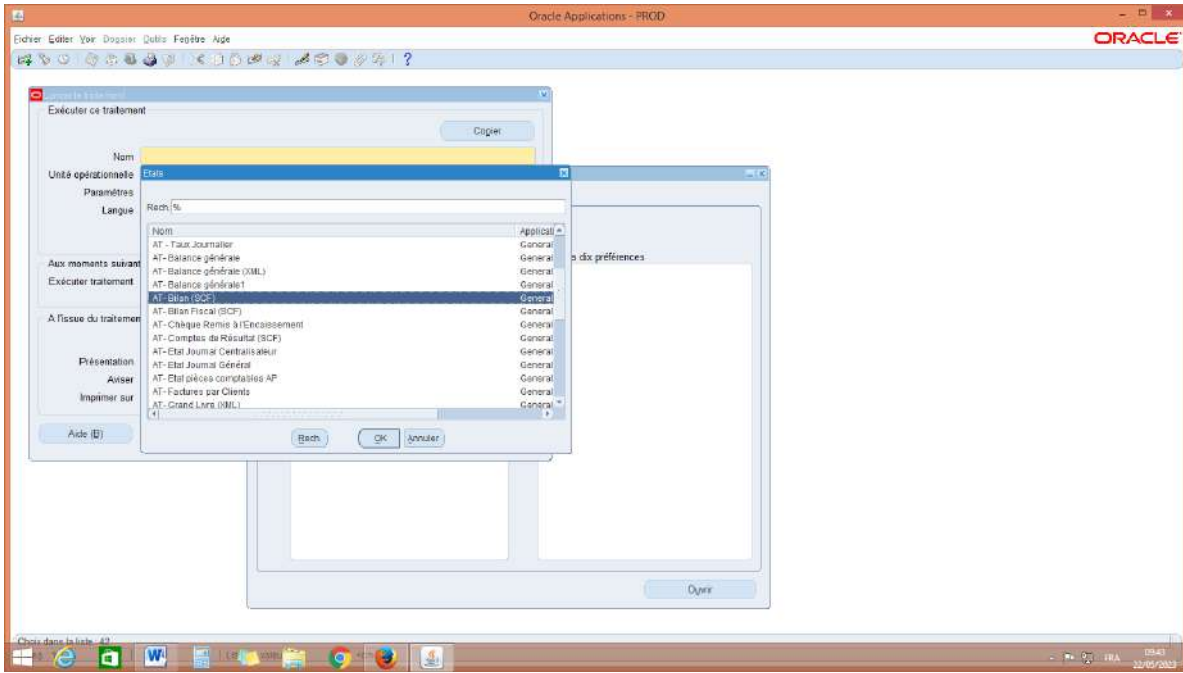 Oracle Applications - PROD
Fichier Editer Voir Dossier Outils Fenêtre Aide
ORACLE
Exécuter ce traitement
Copier
Nom
Unité opérationnelle
Paramètres
Langue
Etats
Rech. %
Nom Applicati
AT - Taux Journalier General
AT- Balance générale General
AT- Balance générale (XML) General
AT- Balance générale1 General
AT- Bilan (SCF) General
AT- Bilan Fiscal (SCF) General
AT- Chèque Remis à l'Encaissement General
AT- Comptes de Résultat (SCF) General
AT- Etat Journal Centralisateur General
AT- Etat Journal Général General
AT- Etat pièces comptables AP General
AT- Factures par Clients General
AT- Grand Livre (XML) General
Rech. OK Annuler
Aux moments suivant
Exécuter traitement
A l'issue du traitemen
Présentation
Aviser
Imprimer sur
Aide (B)
s dix préférences
Ouvrir
Choix dans la liste : 42
FRA
09:43
22/05/2023